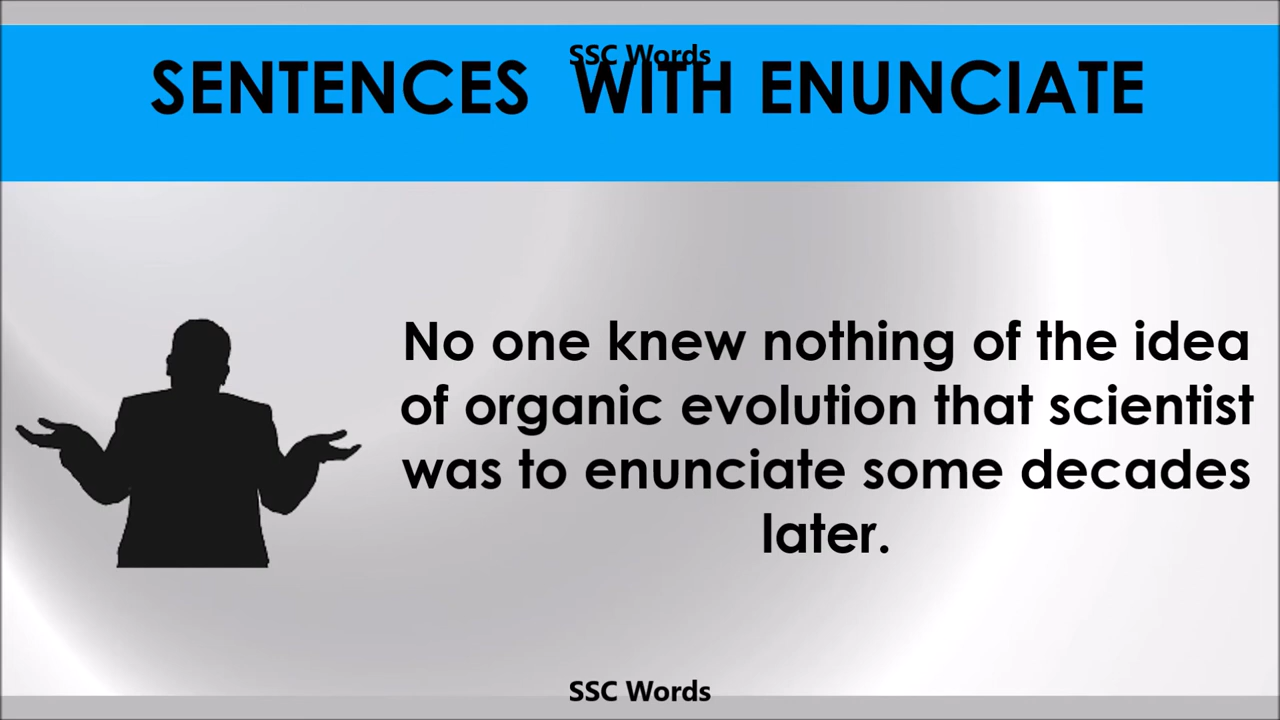 SSC Words
SENTENCES WITH ENUNCIATE
No one knew nothing of the idea
of organic evolution that scientist
was to enunciate some decades
later.
SSC Words